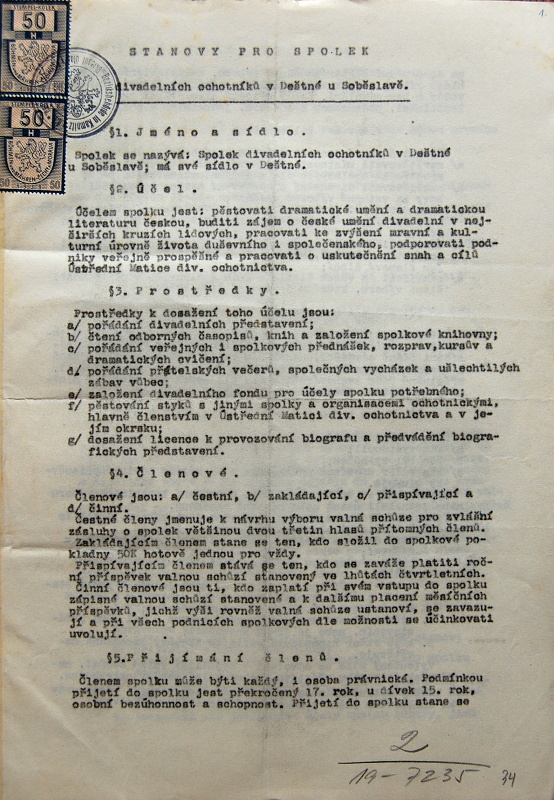 1.
STEMPEL-KOLEK
50
H
50 50
STEMPEL-KOLEK
50
H
50 50
STANOVY PRO SPOLEK
divadelních ochotníků v Deštné u Soběslavě.
§1. Jméno a sídlo.
Spolek se nazývá: Spolek divadelních ochotníků v Deštné
u Soběslavě; má své sídlo v Deštné.
§2. Účel.
Účelem spolku jest: pěstovati dramatické umění a dramatickou
literaturu českou, buditi zájem o české umění divadelní v nej-
širších kruzích lidových, pracovati ke zvýšení mravní a kul-
turní úrovně života duševního i společenského, podporovati pod-
niky veřejně prospěšné a pracovati o uskutečnění snah a cílů
Ústřední Matice div. ochotnictva.
§3. Prostředky.
Prostředky k dosažení toho účelu jsou:
a/ pořádání divadelních představení;
b/ čtení odborných časopisů, knih a založení spolkové knihovny;
c/ pořádání veřejných i spolkových přednášek, rozprav,kursův a
dramatických cvičení;
d/ pořádání přátelských večerů, společných vycházek a ušlechtilých
zábav vůbec;
e/ založení divadelního fondu pro účely spolku potřebného;
f/ pěstování styků s jinými spolky a organisacemi ochotnickými,
hlavně členstvím v Ústřední Matici div. ochotnictva a v je-
jím okrsku;
g/ dosažení licence k provozování biografu a předvádění biogra-
fických představení.
§4. Členové.
Členové jsou: a/ čestní, b/ zakládající, c/ přispívající a
d/ činní.
Čestné členy jmenuje k návrhu výboru valná schůze pro zvláštní
zásluhy o spolek většinou dvou třetin hlasů přítomných členů.
Zakládajícím členem stane se ten, kdo složil do spolkové po-
kladny 50K hotově jednou pro vždy.
Přispívajícím členem stává se ten, kdo se zaváže platiti roč-
ní příspěvek valnou schůzí stanovený ve lhůtách čtvrtletních.
Činní členové jsou ti, kdo zaplatí při svém vstupu do spolku
zápisné valnou schůzí stanovené a k dalšímu placení měsíčních
příspěvků, jichž výši rovněž valná schůze ustanoví, se zavazu-
jí a při všech podnicích spolkových dle možnosti se účinkovati
uvolují.
§5.Přijímání členů.
Členem spolku může býti každý, i osoba právnická. Podmínkou
přijetí do spolku jest překročený 17. rok, u dívek 15. rok,
osobní bezúhonnost a schopnost. Přijetí do spolku stane se
2
19-7235
34